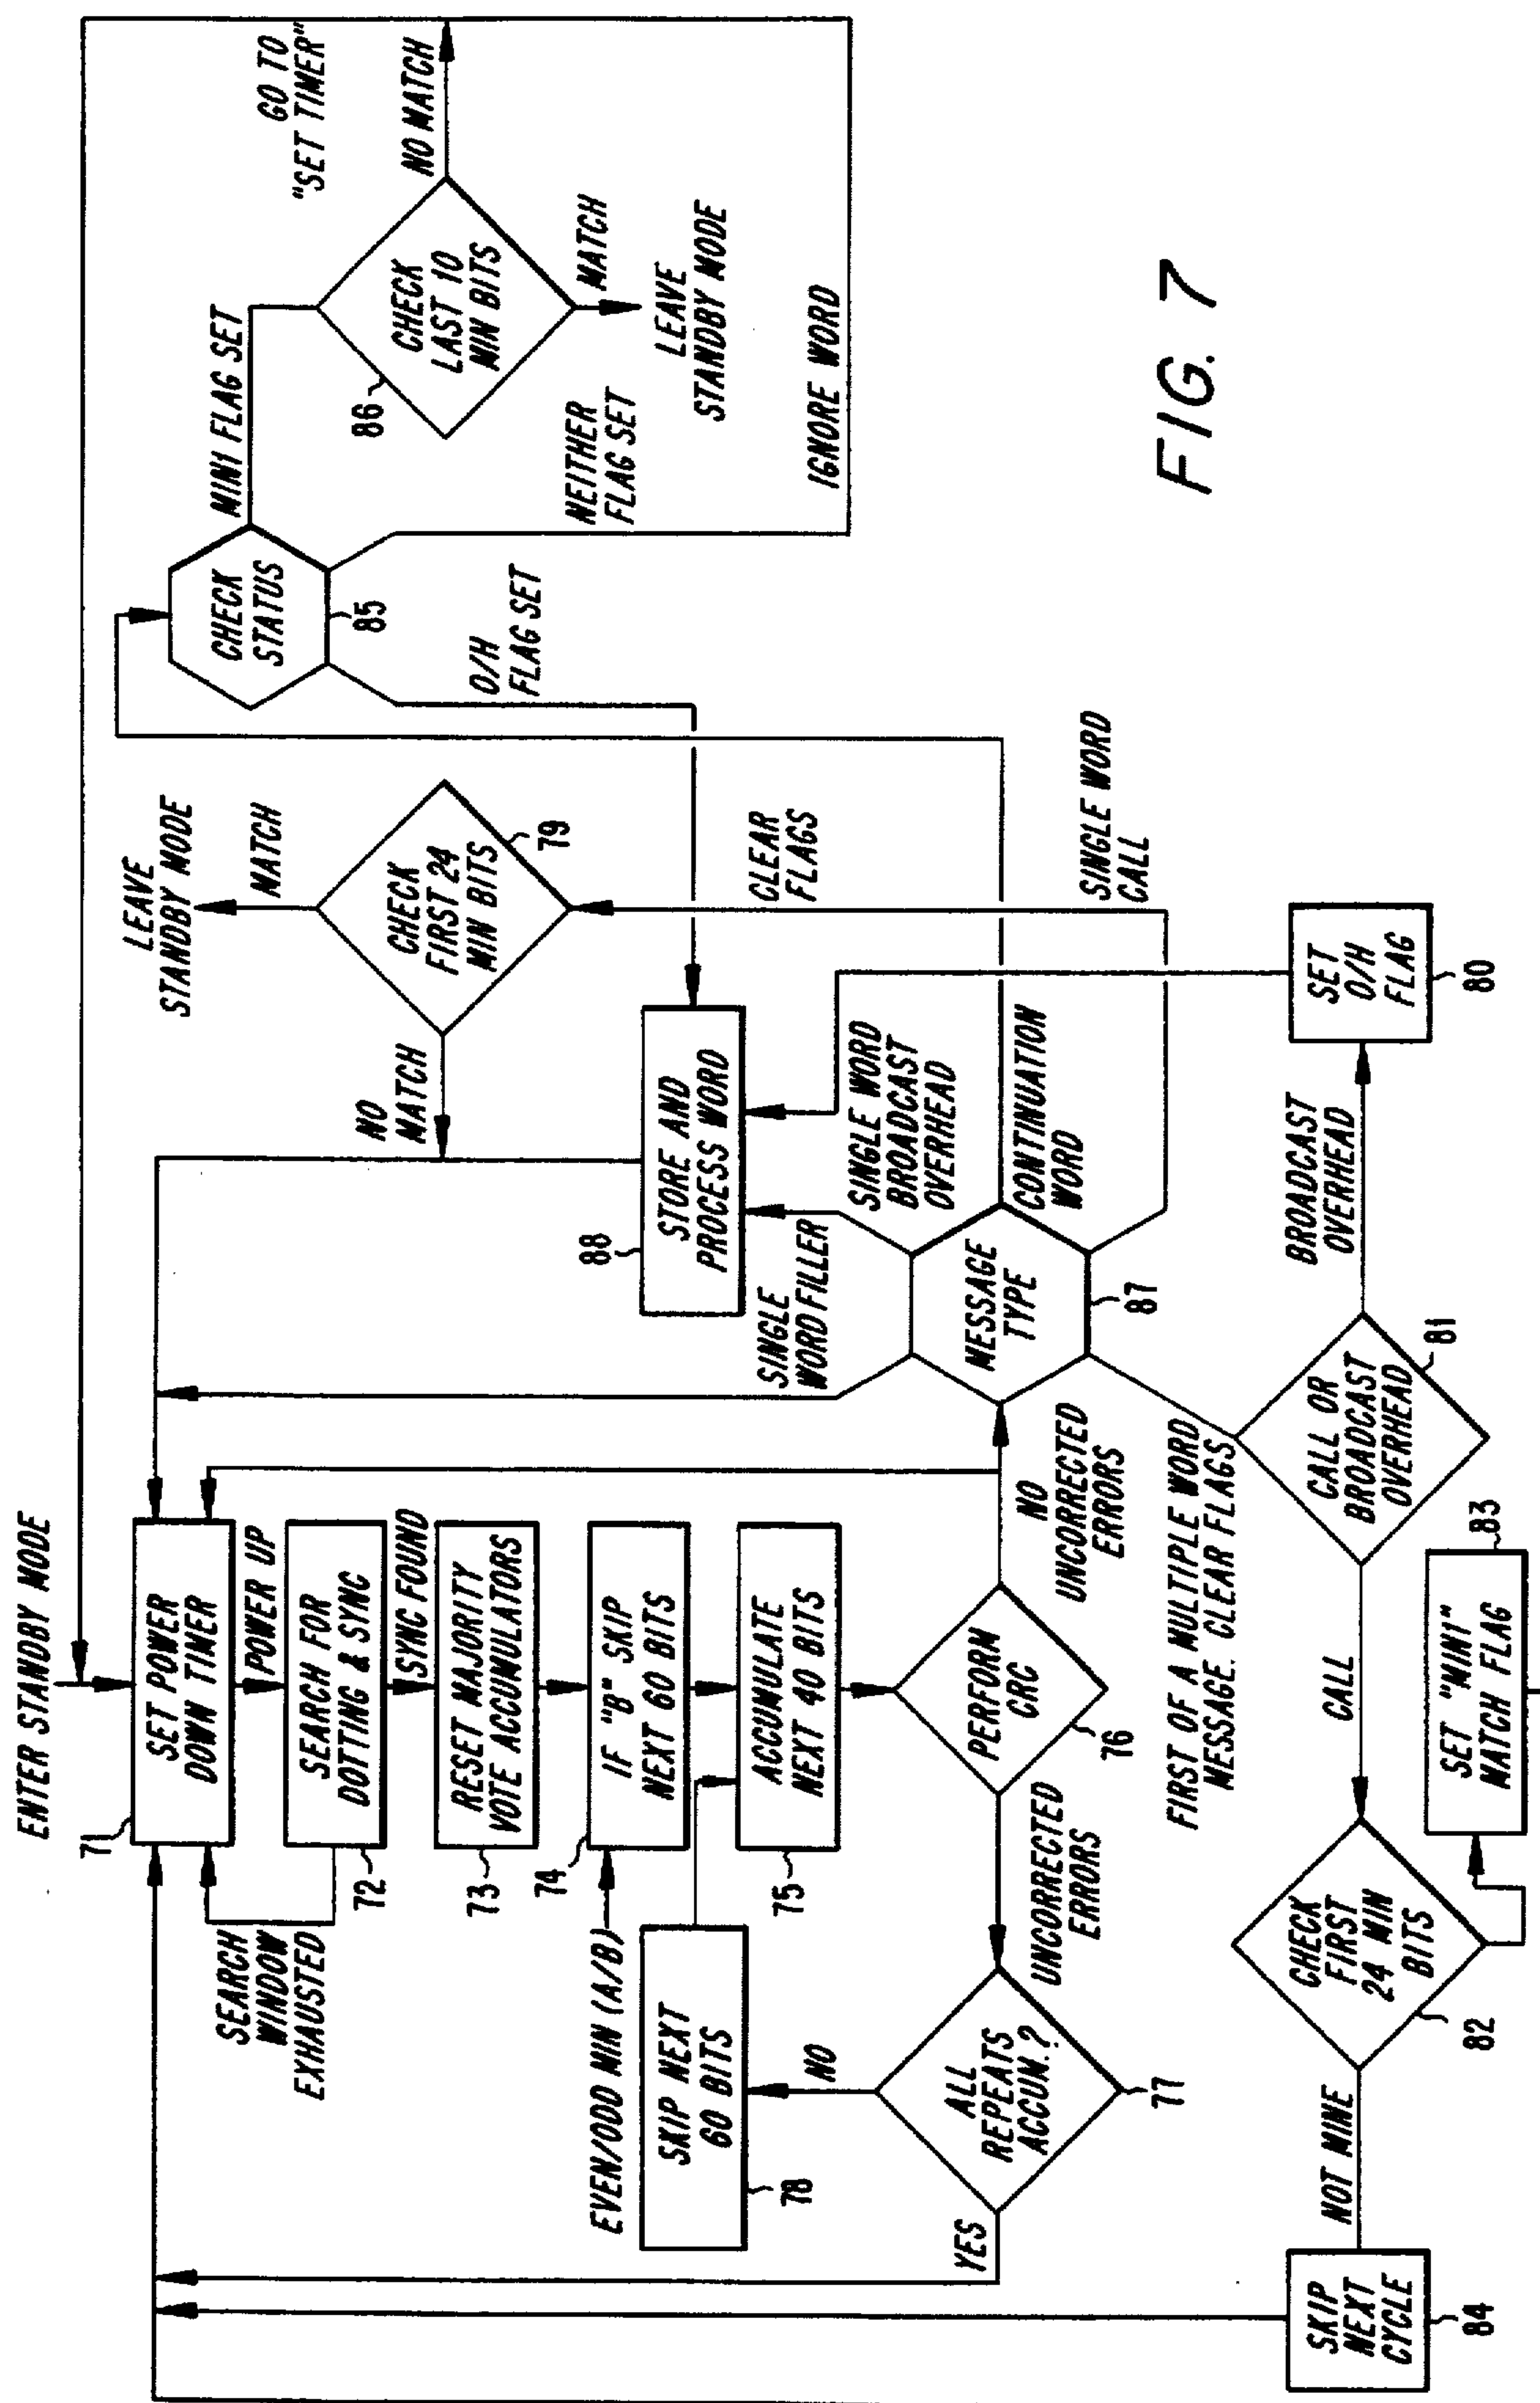 ENTER STANDBY MODE
71
SET POWER
DOWN TIMER
POWER UP
SEARCH
WINDOW
EXHAUSTED
SEARCH FOR
DOTTING & SYNC
72
SYNC FOUND
RESET MAJORITY
VOTE ACCUMULATORS
73
EVEN/ODD MIN (A/B)
74
IF "B" SKIP
NEXT 60 BITS
ACCUMULATE
NEXT 40 BITS
75
SKIP NEXT
60 BITS
78
NO
PERFORM
CRC
76
UNCORRECTED
ERRORS
NO
UNCORRECTED
ERRORS
ALL
REPEATS
ACCUM.?
77
YES
MESSAGE
TYPE
87
SINGLE
WORD FILLER
SINGLE WORD
BROADCAST
OVERHEAD
CONTINUATION
WORD
SINGLE WORD
CALL
FIRST OF A MULTIPLE WORD
MESSAGE. CLEAR FLAGS
88
STORE AND
PROCESS WORD
NO
MATCH
CHECK
FIRST 24
MIN BITS
79
MATCH
LEAVE
STANDBY MODE
CLEAR
FLAGS
O/H
FLAG SET
CHECK
STATUS
85
MIN1 FLAG SET
NEITHER
FLAG SET
IGNORE WORD
86
CHECK
LAST 10
MIN BITS
MATCH
LEAVE
STANDBY MODE
NO MATCH
GO TO
"SET TIMER"
CALL OR
BROADCAST
OVERHEAD
81
BROADCAST
OVERHEAD
SET
O/H
FLAG
80
CALL
CHECK
FIRST
24 MIN
BITS
82
SET "MIN1"
MATCH FLAG
83
NOT MINE
SKIP
NEXT
CYCLE
84
FIG. 7